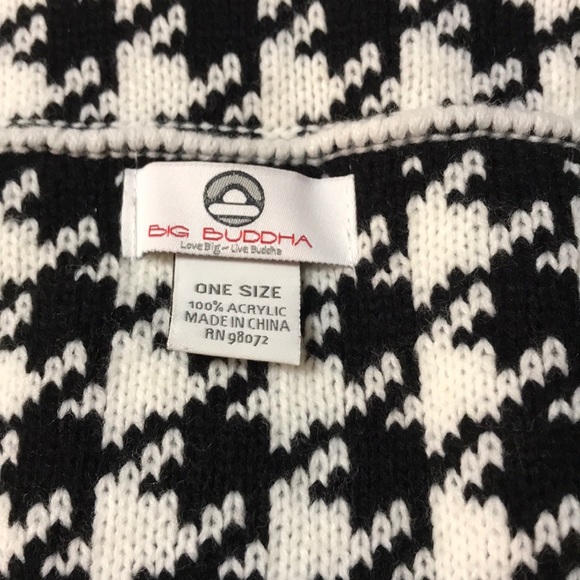 BIG BUDDHA
Love Big~Live Buddha
ONE SIZE
100% ACRYLIC
MADE IN CHINA
RN 98072